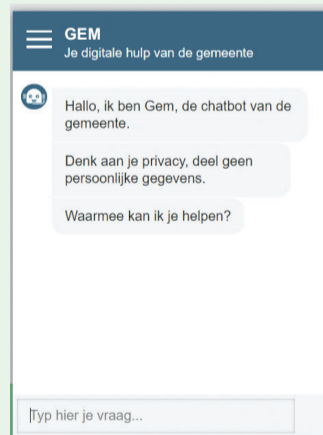 GEM
Je digitale hulp van de gemeente
Hallo, ik ben Gem, de chatbot van de
gemeente.
Denk aan je privacy, deel geen
persoonlijke gegevens.
Waarmee kan ik je helpen?
Typ hier je vraag...